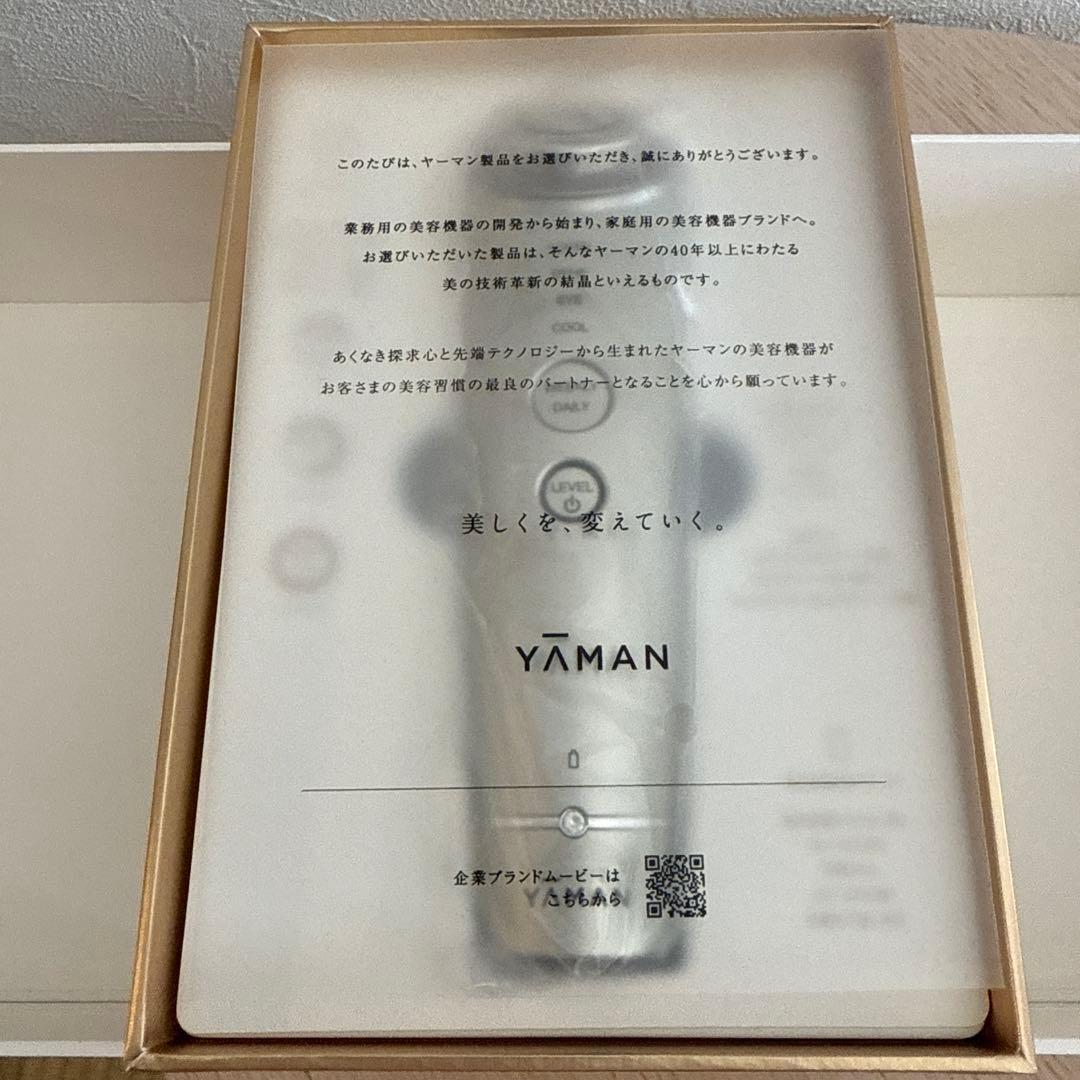 このたびは、ヤーマン製品をお選びいただき、誠にありがとうございます。
業務用の美容機器の開発から始まり、家庭用の美容機器ブランドへ。
お選びいただいた製品は、そんなヤーマンの40年以上にわたる
美の技術革新の結晶といえるものです。
EYE
COOL
あくなき探求心と先端テクノロジーから生まれたヤーマンの美容機器が
お客さまの美容習慣の最良のパートナーとなることを心から願っています。
DAILY
LEVEL
美しくを、変えていく。
YAMAN
企業ブランドムービーは
こちらから
YAMAN